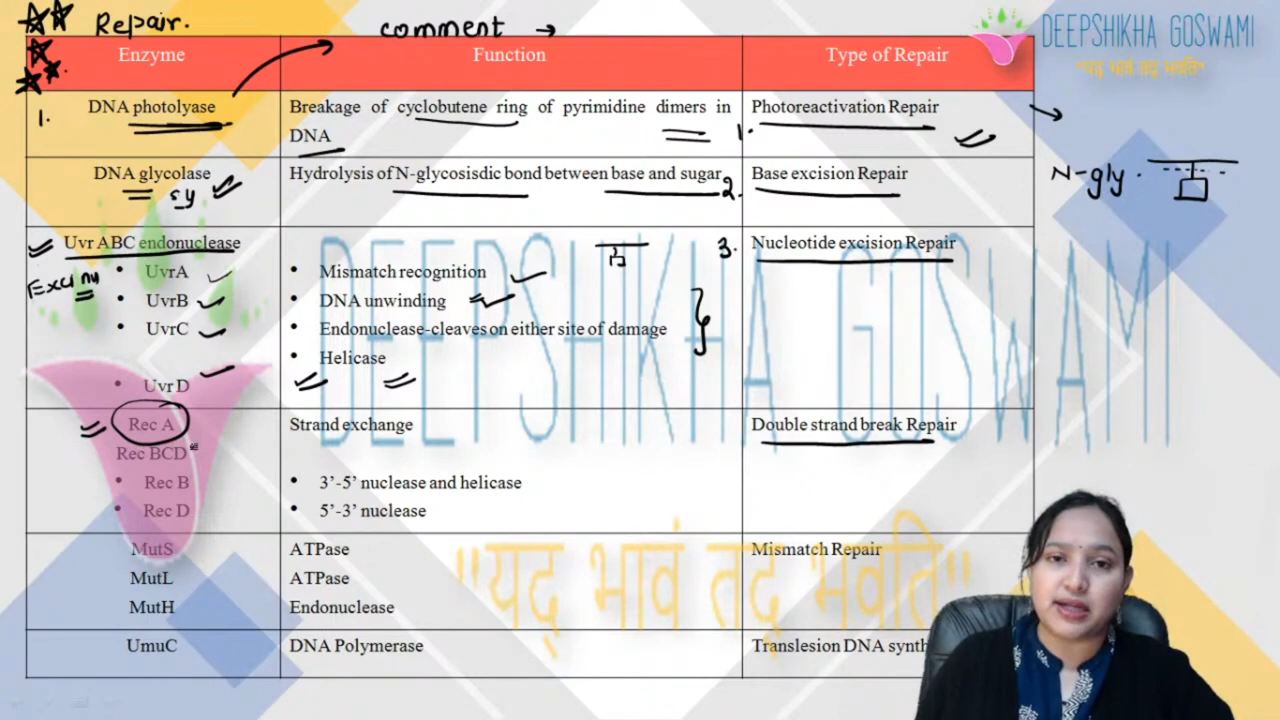 Repair.
comment →
DEEPSHIKHA GOSWAMI
"यद् भावं तद् भवति"
Enzyme Function Type of Repair
1. DNA photolyase Breakage of cyclobutene ring of pyrimidine dimers in DNA 1. Photoreactivation Repair
DNA glycolase Hydrolysis of N-glycosisdic bond between base and sugar 2. Base excision Repair
sy
N-gly.
Uvr ABC endonuclease 3. Nucleotide excision Repair
• UvrA • Mismatch recognition
• UvrB • DNA unwinding
• UvrC • Endonuclease-cleaves on either site of damage
• Helicase
• Uvr D
Rec A Strand exchange Double strand break Repair
Rec BCD
• Rec B • 3'-5' nuclease and helicase
• Rec D • 5'-3' nuclease
MutS ATPase Mismatch Repair
MutL ATPase
MutH Endonuclease
UmuC DNA Polymerase Translesion DNA synth
DEEPSHIKHA GOSWAMI
"यद् भावं तद् भवति"